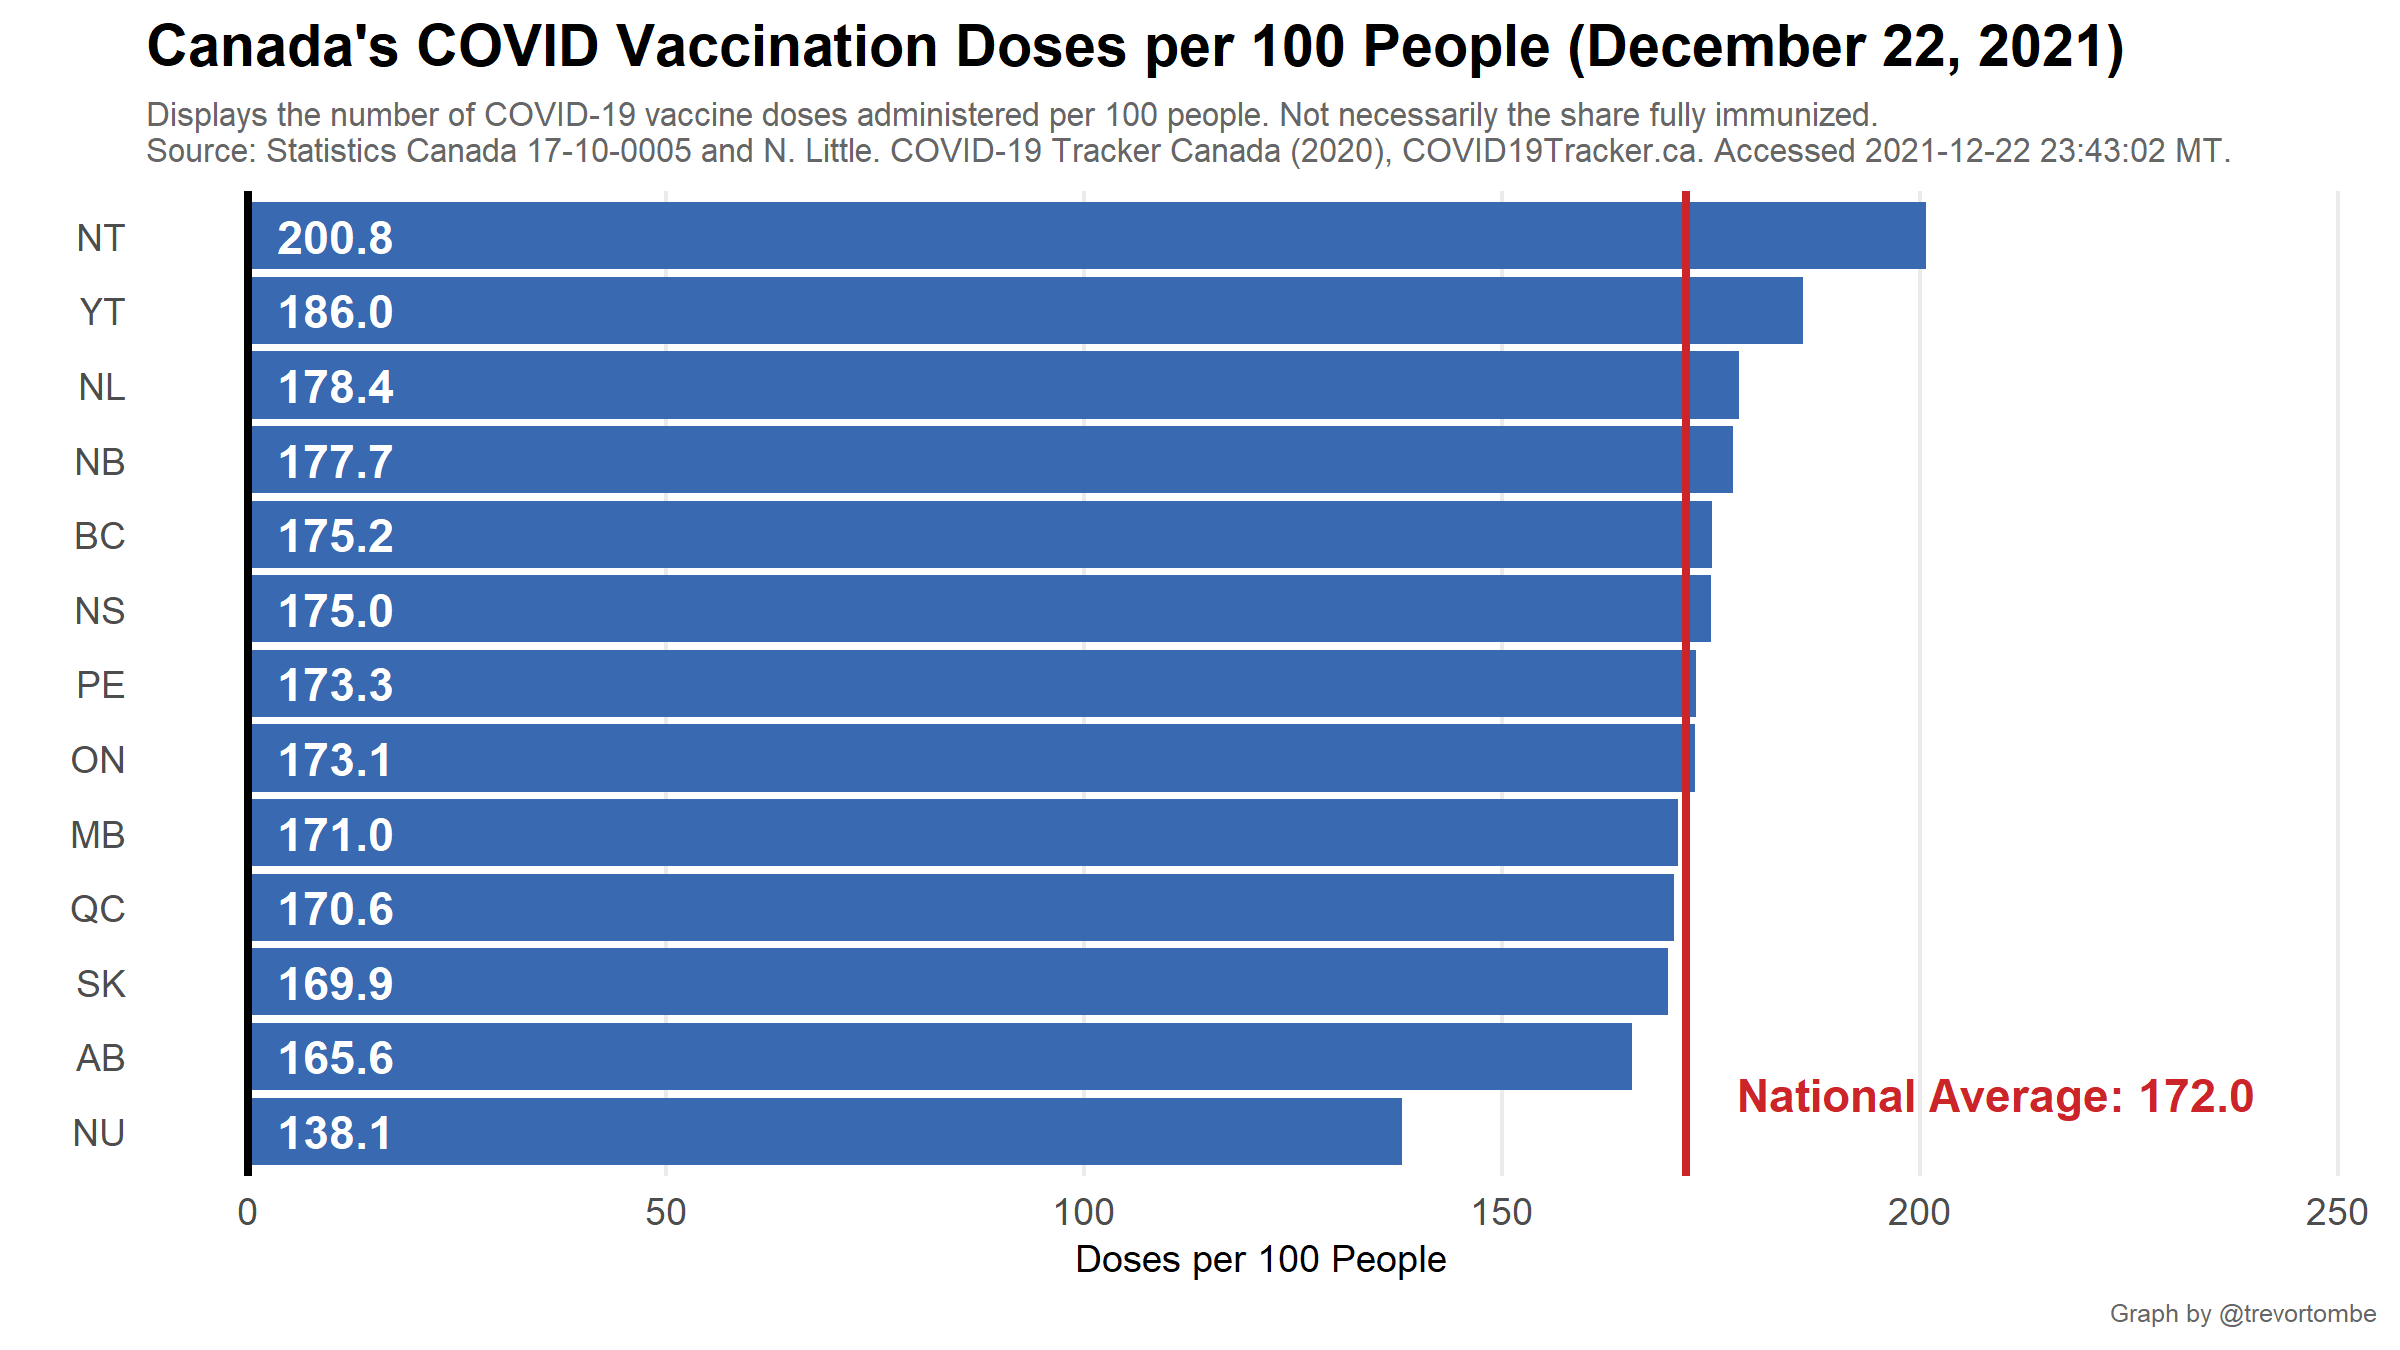 Canada's COVID Vaccination Doses per 100 People (December 22, 2021)
Displays the number of COVID-19 vaccine doses administered per 100 people. Not necessarily the share fully immunized.
Source: Statistics Canada 17-10-0005 and N. Little. COVID-19 Tracker Canada (2020), COVID19Tracker.ca. Accessed 2021-12-22 23:43:02 MT.
NT 200.8
YT 186.0
NL 178.4
NB 177.7
BC 175.2
NS 175.0
PE 173.3
ON 173.1
MB 171.0
QC 170.6
SK 169.9
AB 165.6
National Average: 172.0
NU 138.1
0 50 100 150 200 250
Doses per 100 People
Graph by @trevortombe